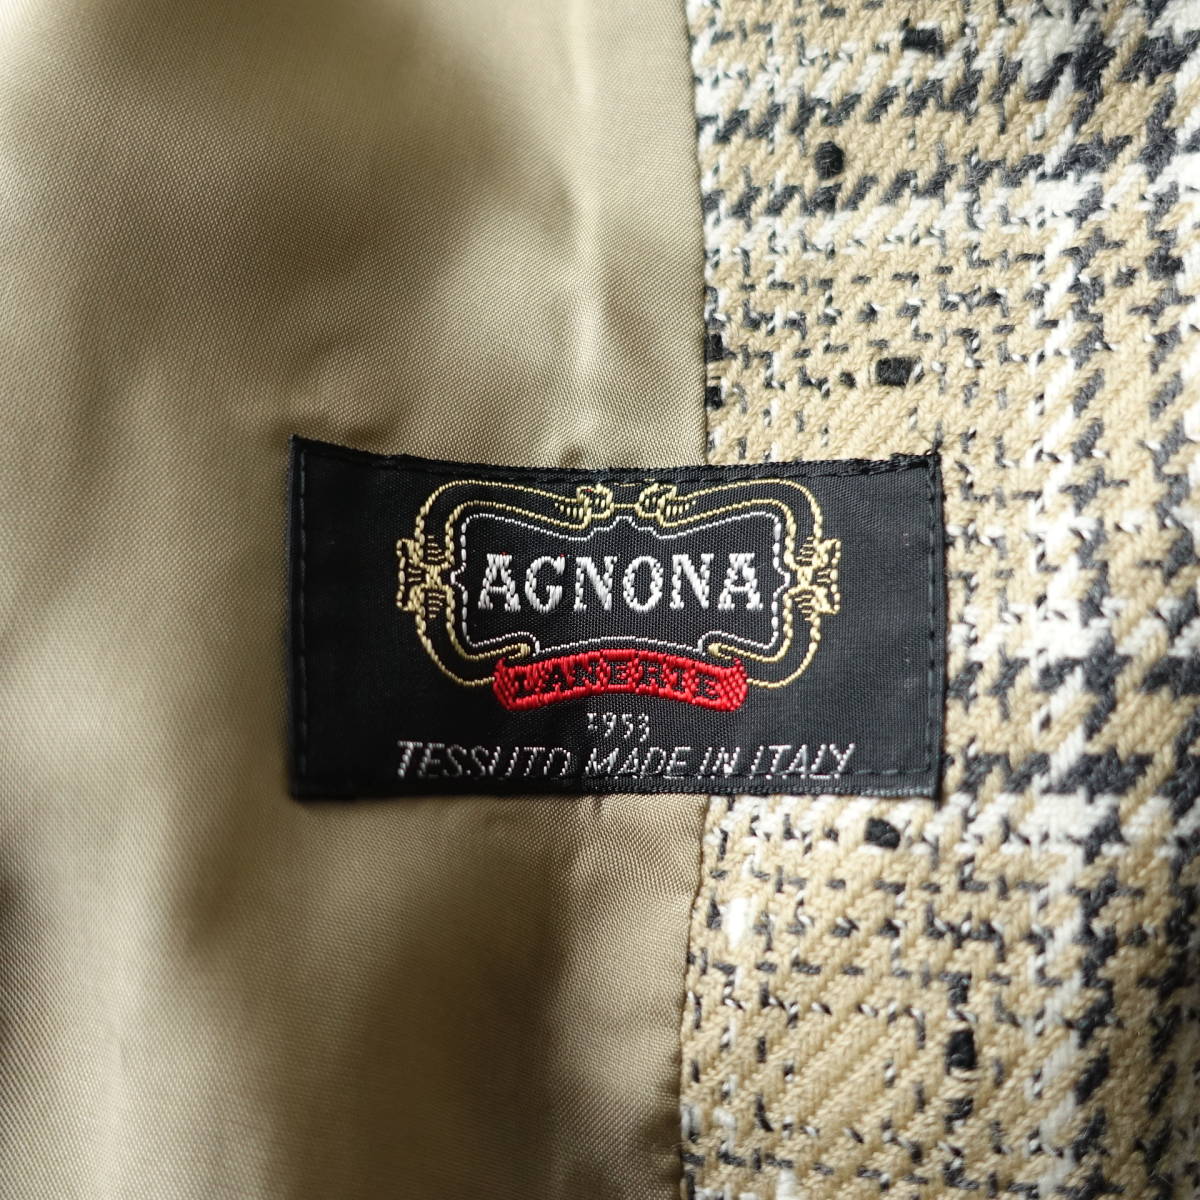 AGNONA
LANERIE
1953
TESSUTO MADE IN ITALY